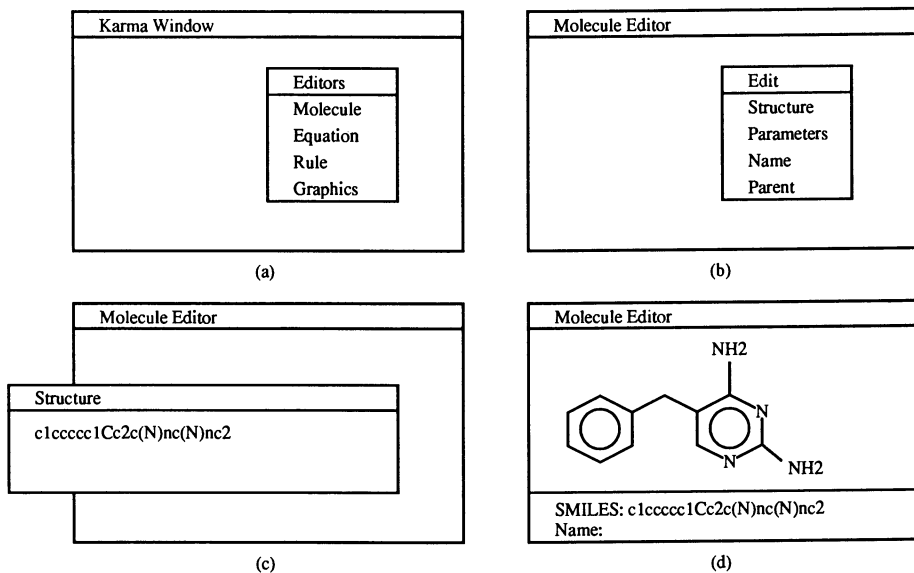 Karma Window
Editors
Molecule
Equation
Rule
Graphics
(a)
Molecule Editor
Edit
Structure
Parameters
Name
Parent
(b)
Molecule Editor
Structure
c1ccccc1Cc2c(N)nc(N)nc2
(c)
Molecule Editor
NH2
N
N
NH2
SMILES: c1ccccc1Cc2c(N)nc(N)nc2
Name:
(d)